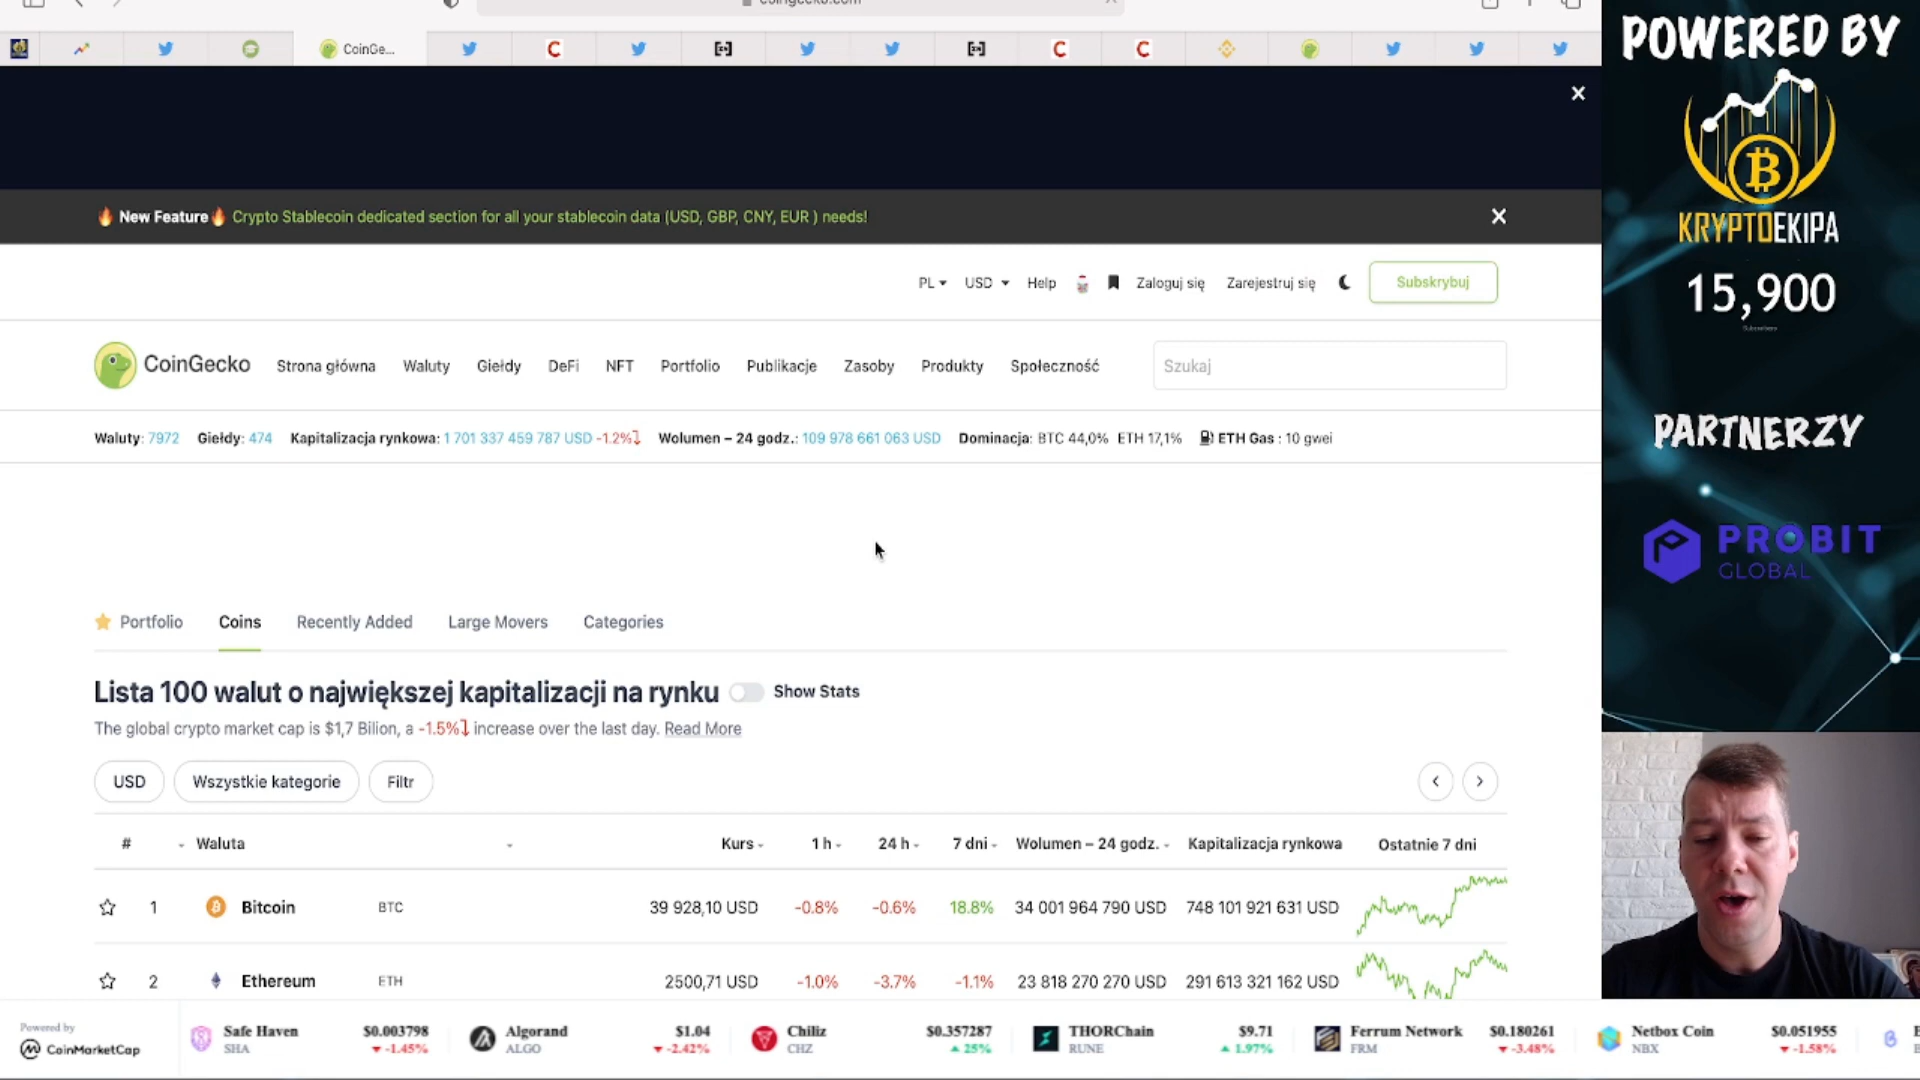 CoinGe...
POWERED BY
KRYPTOEKIPA
15,900
Subscribers
PARTNERZY
PROBIT
GLOBAL
New Feature Crypto Stablecoin dedicated section for all your stablecoin data (USD, GBP, CNY, EUR ) needs!
PL USD Help Zaloguj się Zarejestruj się Subskrybuj
CoinGecko Strona główna Waluty Giełdy DeFi NFT Portfolio Publikacje Zasoby Produkty Społeczność Szukaj
Waluty: 7972 Giełdy: 474 Kapitalizacja rynkowa: 1 701 337 459 787 USD -1.2% Wolumen – 24 godz.: 109 978 661 063 USD Dominacja: BTC 44,0% ETH 17,1% ETH Gas : 10 gwei
Portfolio Coins Recently Added Large Movers Categories
Lista 100 walut o największej kapitalizacji na rynku Show Stats
The global crypto market cap is $1,7 Bilion, a -1.5% increase over the last day. Read More
USD Wszystkie kategorie Filtr
# Waluta Kurs 1 h 24 h 7 dni Wolumen – 24 godz. Kapitalizacja rynkowa Ostatnie 7 dni
1 Bitcoin BTC 39 928,10 USD -0.8% -0.6% 18.8% 34 001 964 790 USD 748 101 921 631 USD
2 Ethereum ETH 2500,71 USD -1.0% -3.7% -1.1% 23 818 270 270 USD 291 613 321 162 USD
Powered by
CoinMarketCap
Safe Haven $0.003798
SHA -1.45%
Algorand $1.04
ALGO -2.42%
Chiliz $0.357287
CHZ 25%
THORChain $9.71
RUNE 1.97%
Ferrum Network $0.180261
FRM -3.48%
Netbox Coin $0.051955
NBX -1.58%